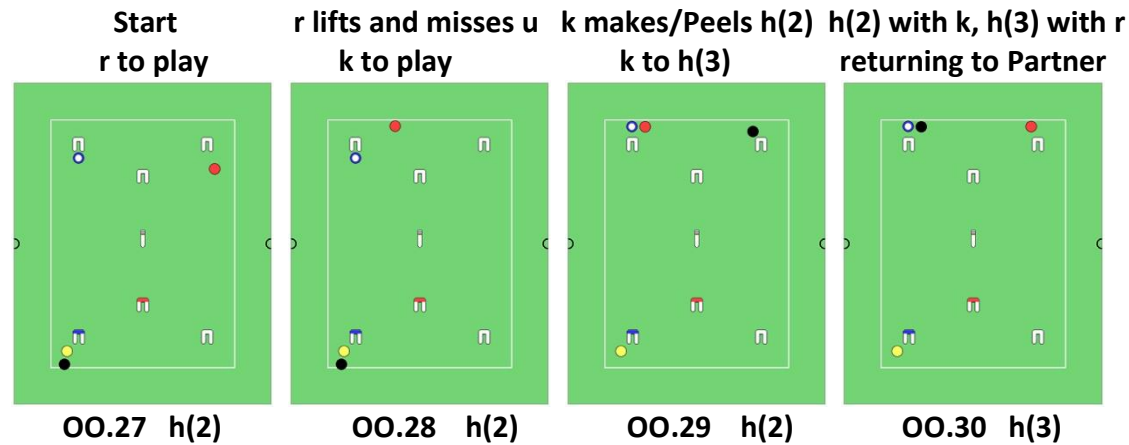 Start
r to play
r lifts and misses u
k to play
k makes/Peels h(2)
k to h(3)
h(2) with k, h(3) with r
returning to Partner
OO.27 h(2)
OO.28 h(2)
OO.29 h(2)
OO.30 h(3)